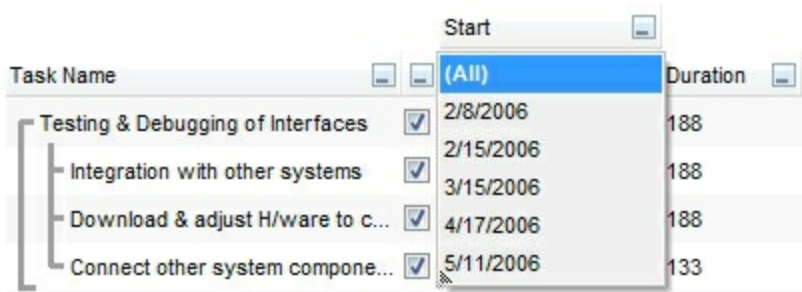 Start
Task Name
(All)
Duration
Testing & Debugging of Interfaces
2/8/2006
188
2/15/2006
Integration with other systems
188
3/15/2006
Download & adjust H/ware to c...
4/17/2006
188
Connect other system compone...
5/11/2006
133